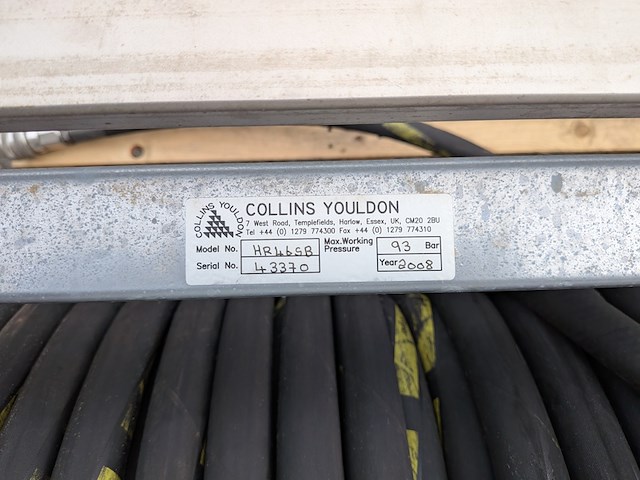 COLLINS YOULDON
COLLINS YOULDON
7 West Road, Templefields, Harlow, Essex, UK, CM20 2BU
Tel +44 (0) 1279 774300 Fax +44 (0) 1279 774310
Model No. HR46SB Max.Working Pressure 93 Bar
Serial No. 43370 Year 2008